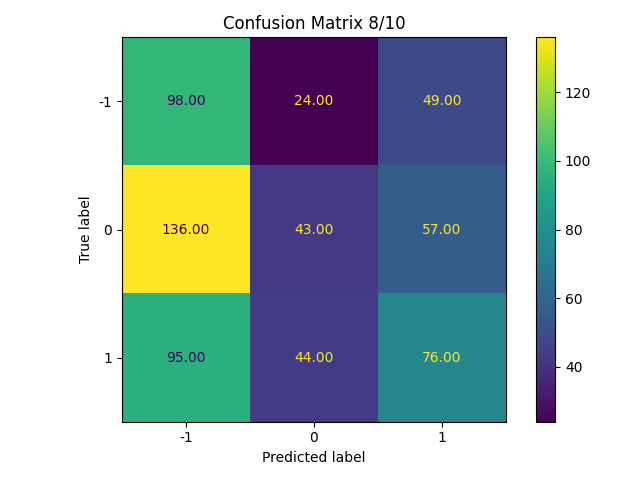 Confusion Matrix 8/10
True label
-1 98.00 24.00 49.00
0 136.00 43.00 57.00
1 95.00 44.00 76.00
-1 0 1
Predicted label
120
100
80
60
40